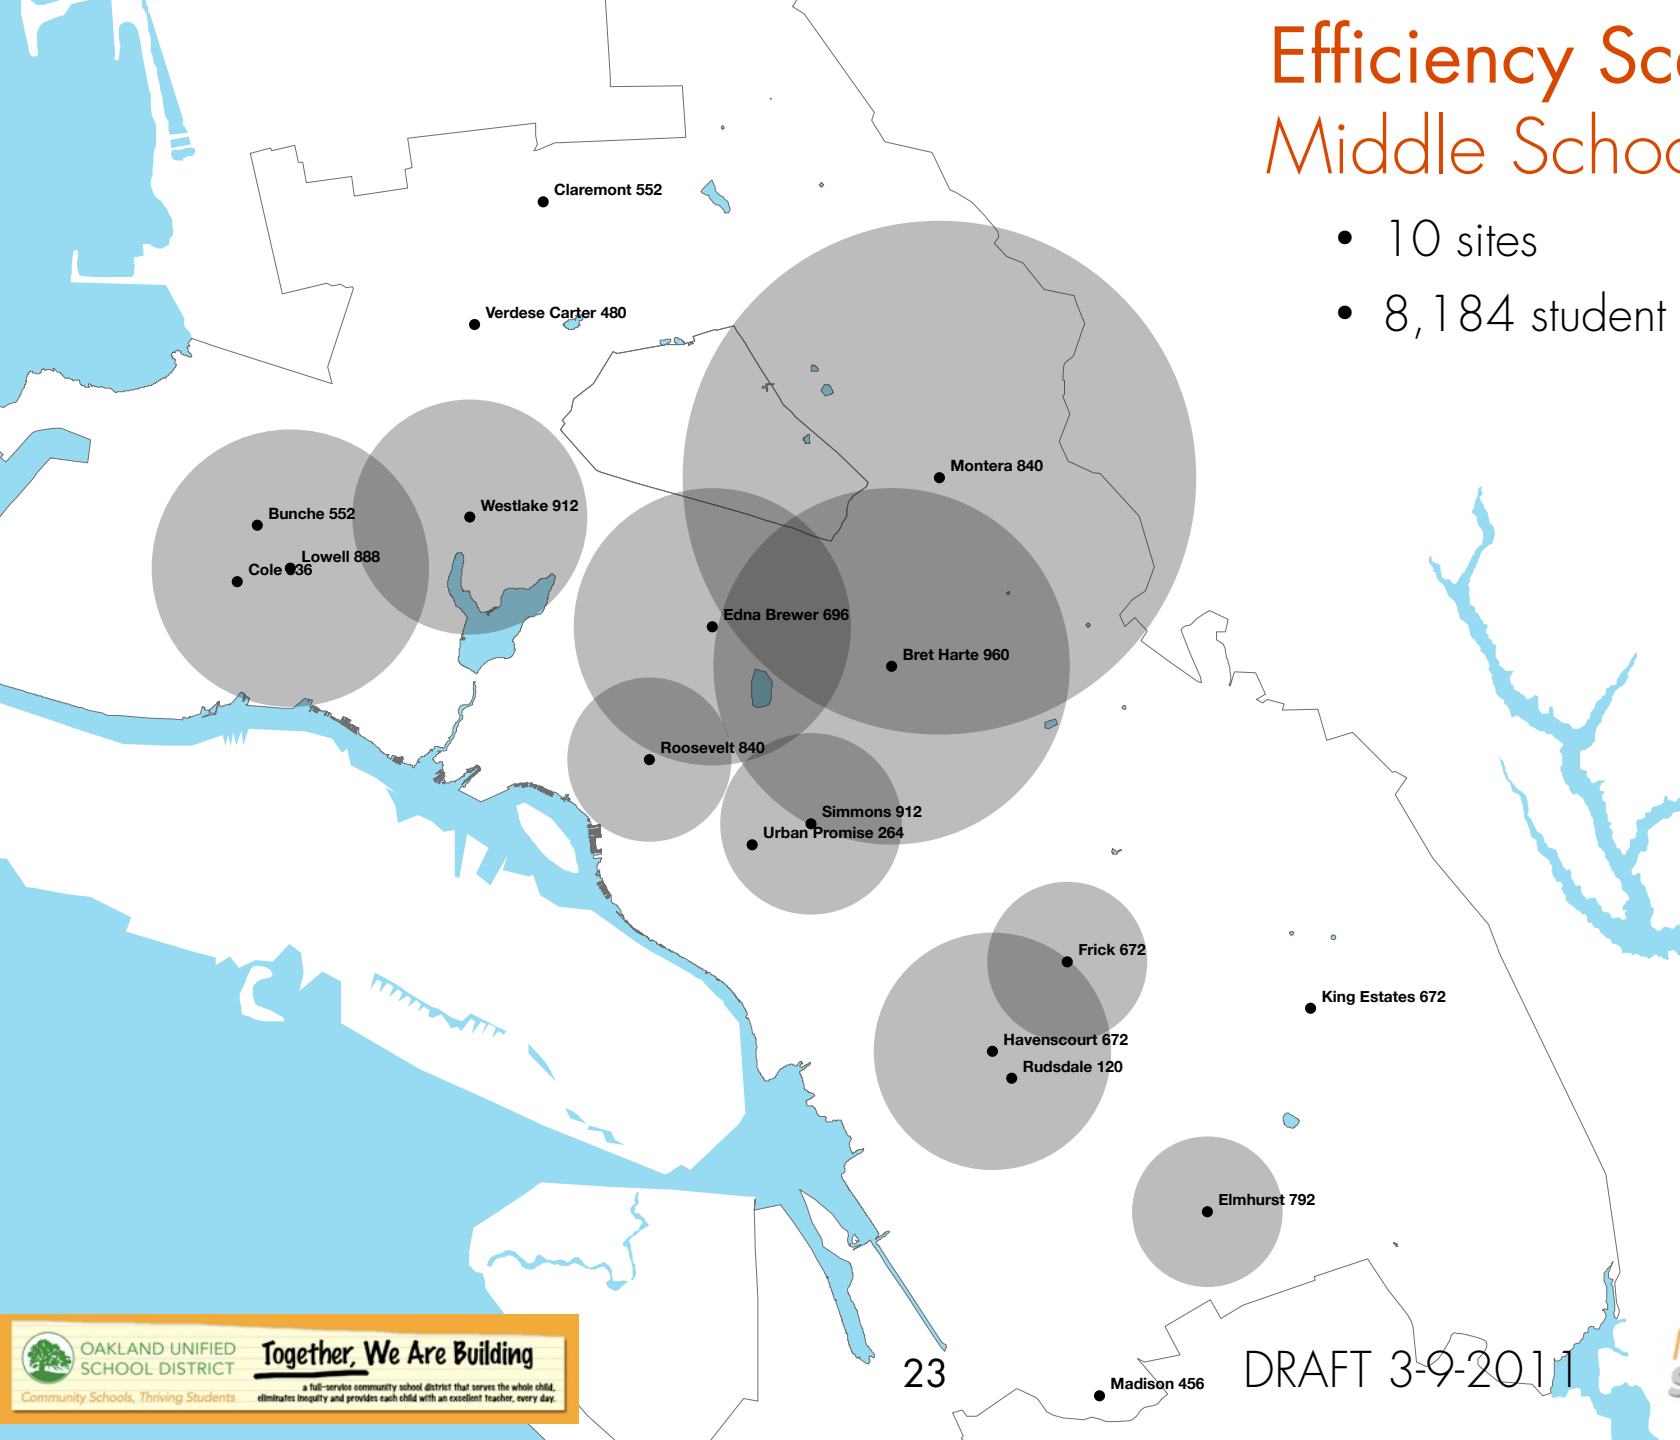 Efficiency
Middle
• 10 sites
• 8,184 student
Claremont 552
Verdese Carter 480
Montera 840
Westlake 912
Bunche 552
Lowell 888
Cole
Edna Brewer 696
Bret Harte 960
Roosevelt 840
Simmons 912
Urban Promise 264
Frick 672
King Estates 672
Havenscourt 672
Rudsdale 120
Elmhurst 792
Madison 456
OAKLAND UNIFIED
SCHOOL DISTRICT
Community Schools, Thriving Students
Together, We Are Building
a full-service community school district that serves the whole child,
eliminates inequity and provides each child with an excellent teacher, every day.
23
DRAFT 3-9-2011